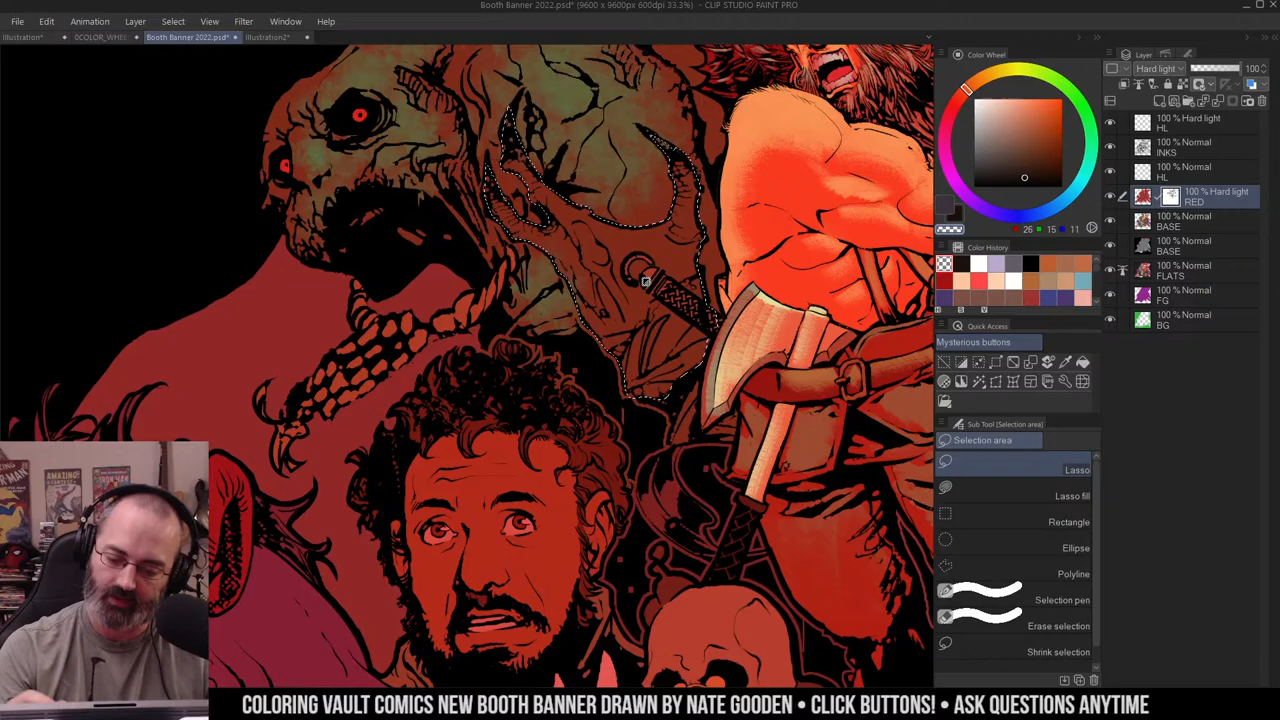 Booth Banner 2022.psd* (9600 x 9600px 600dpi 33.3%) - CLIP STUDIO PAINT PRO
File Edit Animation Layer Select View Filter Window Help
Illustration* 0COLOR_WHE Booth Banner 2022.psd* Illustration2*
Color Wheel
26 15 11
Color History
H S V
Quick Access
Mysterious buttons
Sub Tool [Selection area]
Selection area
Lasso
Lasso fill
Rectangle
Ellipse
Polyline
Selection pen
Erase selection
Shrink selection
Layer
Hard light 100
100 % Hard light
HL
100 % Normal
INKS
100 % Normal
HL
100 % Hard light
RED
100 % Normal
BASE
100 % Normal
BASE
100 % Normal
FLATS
100 % Normal
FG
100 % Normal
BG
COLORING VAULT COMICS NEW BOOTH BANNER DRAWN BY NATE GOODEN • CLICK BUTTONS! • ASK QUESTIONS ANYTIME